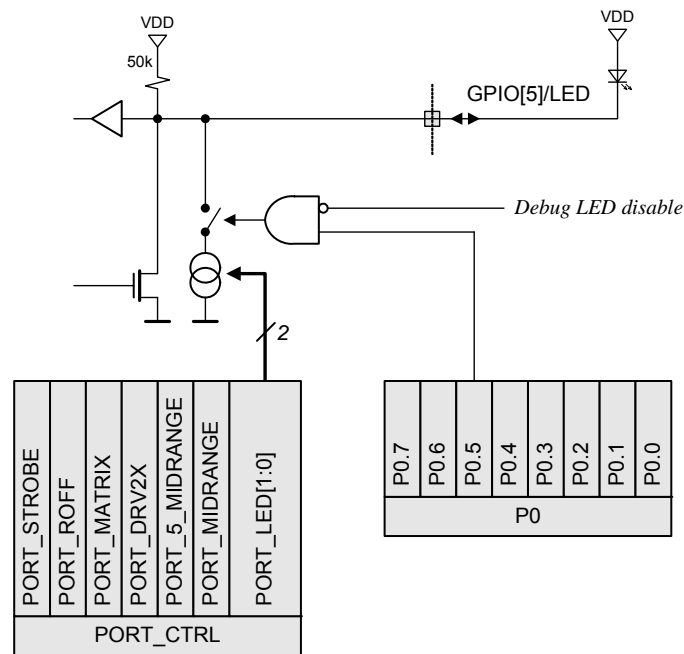 VDD
VDD
50k
GPIO[5]/LED
Debug LED disable
2
PORT_STROBE
PORT_ROFF
PORT_MATRIX
PORT_DRV2X
PORT_5_MIDRANGE
PORT_MIDRANGE
PORT_LED[1:0]
PORT_CTRL
P0.7
P0.6
P0.5
P0.4
P0.3
P0.2
P0.1
P0.0
P0